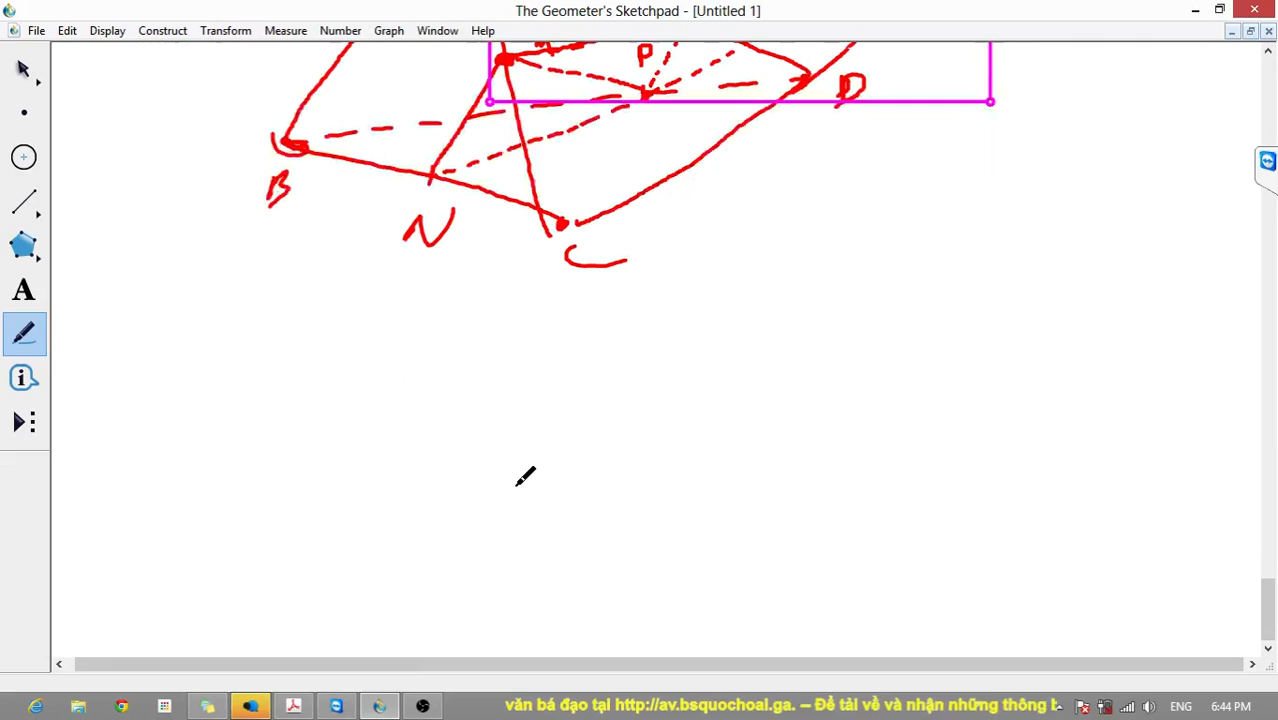 The Geometer's Sketchpad - [Untitled 1]
File Edit Display Construct Transform Measure Number Graph Window Help
P
D
B
N
C
A
văn bá đạo tại http://av.bsquochoai.ga. – Để tải về và nhận những thông
ENG 6:44 PM